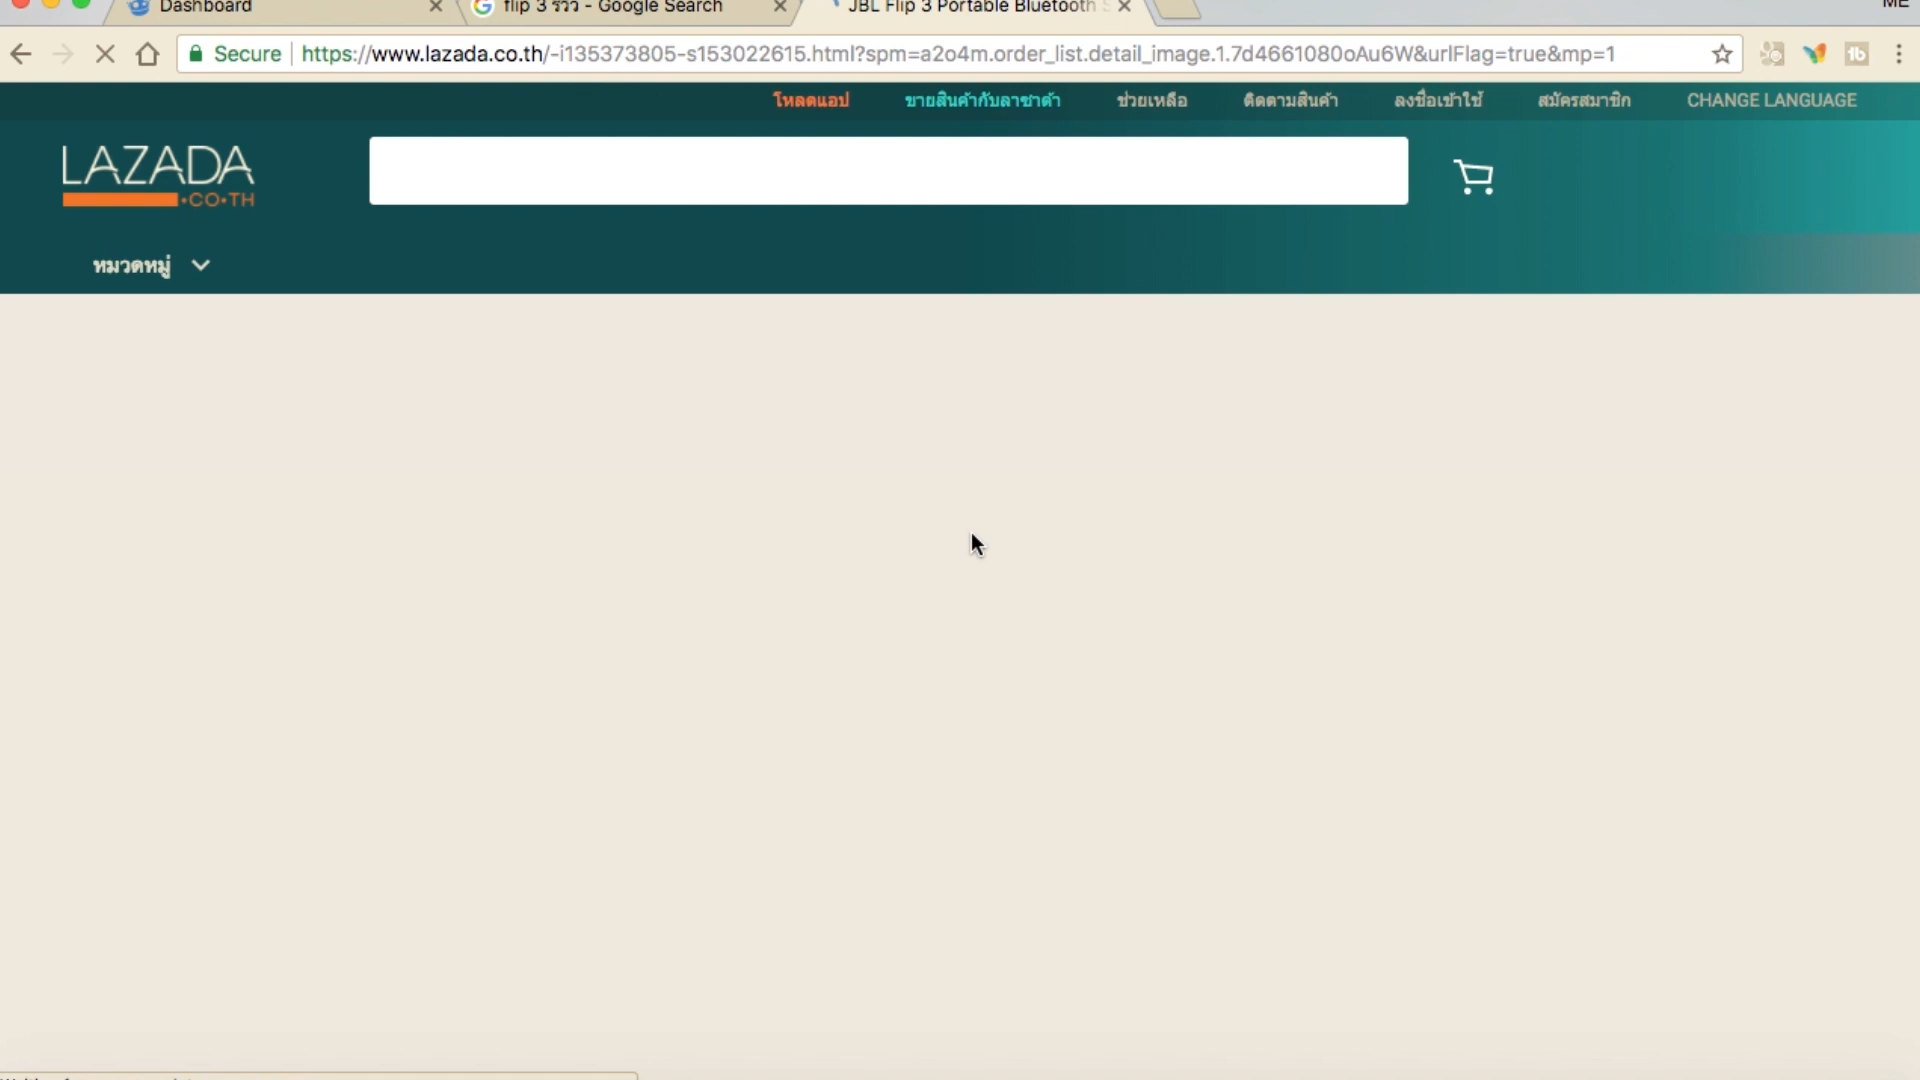 ME
Dashboard
flip 3 รีวิว - Google Search
JBL Flip 3 Portable Bluetooth S
Secure
https://www.lazada.co.th/-i135373805-s153022615.html?spm=a2o4m.order_list.detail_image.1.7d4661080oAu6W&urlFlag=true&mp=1
โหลดแอป
ขายสินค้ากับลาซาด้า
ช่วยเหลือ
ติดตามสินค้า
ลงชื่อเข้าใช้
สมัครสมาชิก
CHANGE LANGUAGE
LAZADA
•CO•TH
หมวดหมู่